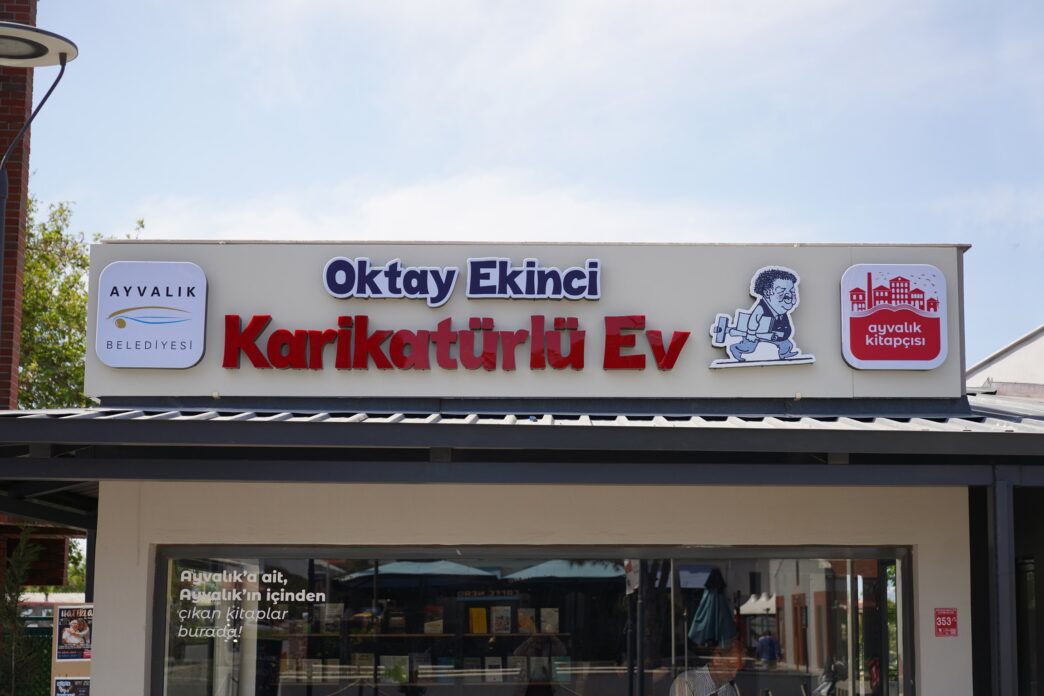 AYVALIK
BELEDİYESİ
Oktay Ekinci
Karikatürlü Ev
ayvalık
kitapçısı
Ayvalık'a ait,
Ayvalık'ın içinden
çıkan kitaplar
burada!
353